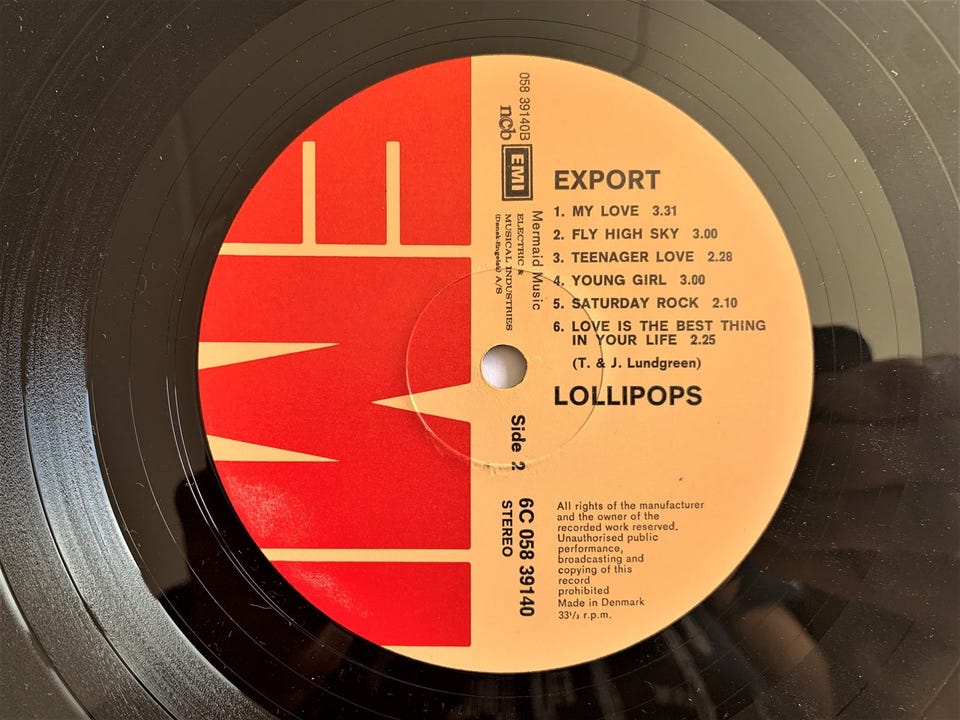 EXPORT
1. MY LOVE 3.31
2. FLY HIGH SKY 3.00
3. TEENAGER LOVE 2.28
4. YOUNG GIRL 3.00
5. SATURDAY ROCK 2.10
6. LOVE IS THE BEST THING
IN YOUR LIFE 2.25
(T. & J. Lundgreen)
LOLLIPOPS
All rights of the manufacturer
and the owner of the
recorded work reserved.
Unauthorised public
performance,
broadcasting and
copying of this
record
prohibited
Made in Denmark
33⅓ r.p.m.
058 39140B
ncb
EMI
Mermaid Music
ELECTRIC &
MUSICAL INDUSTRIES
(Dansk-Engelsk) A/S
Side 2
6C 058 39140
STEREO
EMI